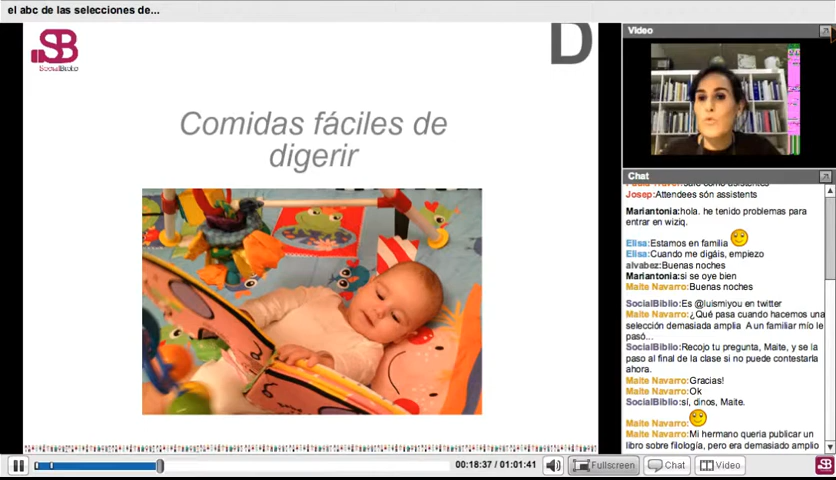 el abc de las selecciones de...
SB
SocialBiblio
D
Comidas fáciles de
digerir
Video
Chat
Josep:Attendees són assistents
Mariantonia:hola. he tenido problemas para
entrar en wiziq.
Elisa:Estamos en familia
Elisa:Cuando me digáis, empiezo
alvabez:Buenas noches
Mariantonia:si se oye bien
Maite Navarro:Buenas noches
SocialBiblio:Es @luismiyou en twitter
Maite Navarro:¿Qué pasa cuando hacemos una
selección demasiada amplia A un familiar mío le
pasó...
SocialBiblio:Recojo tu pregunta, Maite, y se la
paso al final de la clase si no puede contestarla
ahora.
Maite Navarro:Gracias!
Maite Navarro:Ok
SocialBiblio:sí, dinos, Maite.
Maite Navarro:
Maite Navarro:Mi hermano queria publicar un
libro sobre filología, pero era demasiado amplio
00:18:37 / 01:01:41
Fullscreen
Chat
Video
SB